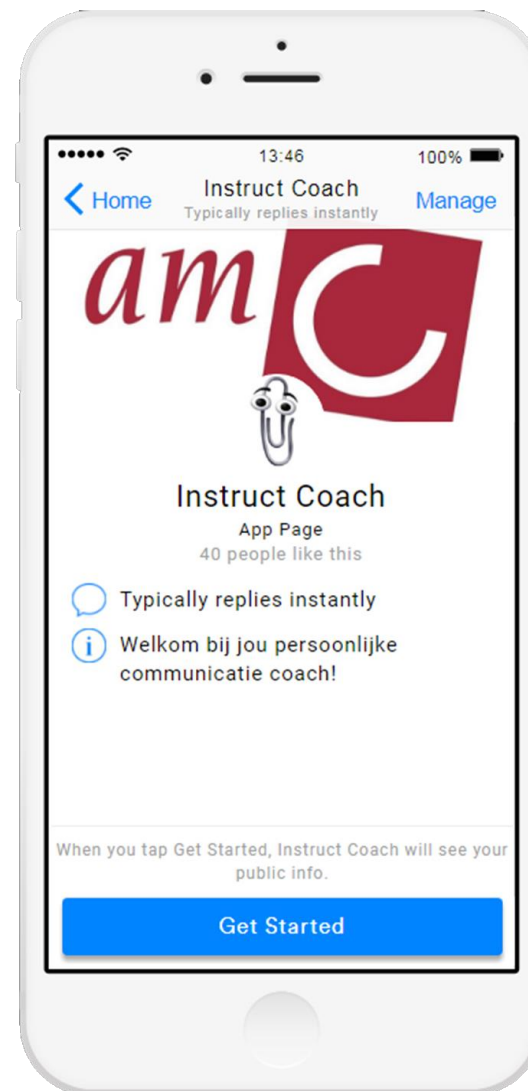 13:46
100%
Home
Instruct Coach
Manage
Typically replies instantly
amC
Instruct Coach
App Page
40 people like this
Typically replies instantly
i
Welkom bij jou persoonlijke
communicatie coach!
When you tap Get Started, Instruct Coach will see your
public info.
Get Started